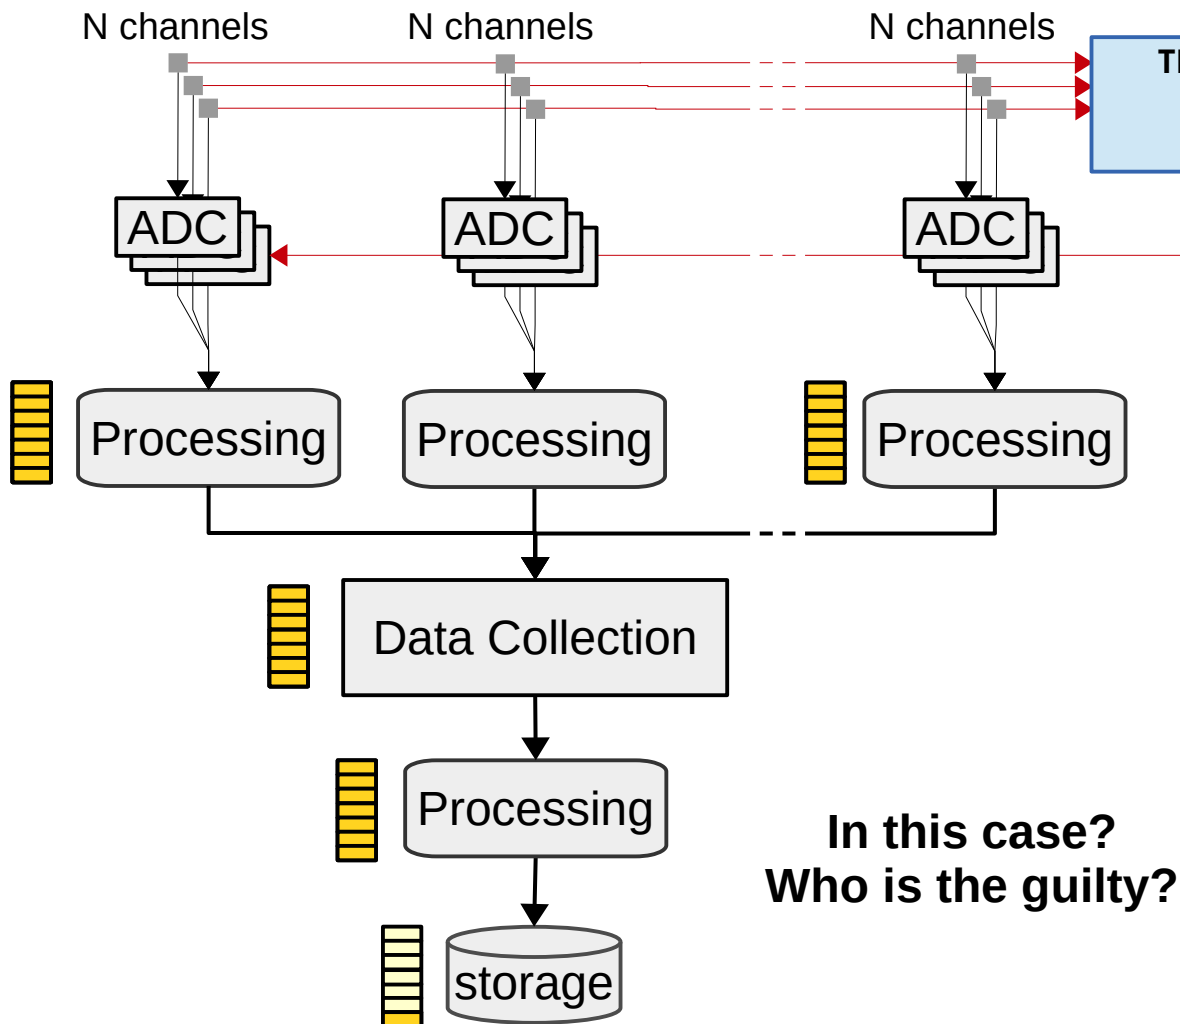 N channels
N channels
N channels
ADC
ADC
ADC
Processing
Processing
Processing
Data Collection
Processing
In this case?
Who is the guilty?
storage